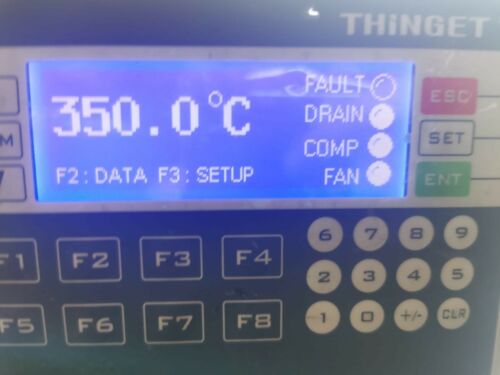 THINGET
350.0°C
FAULT
DRAIN
COMP
FAN
F2: DATA F3: SETUP
ESC
SET
ENT
M
F1 F2 F3 F4
F5 F6 F7 F8
6 7 8 9
2 3 4 5
1 0 +/- CLR